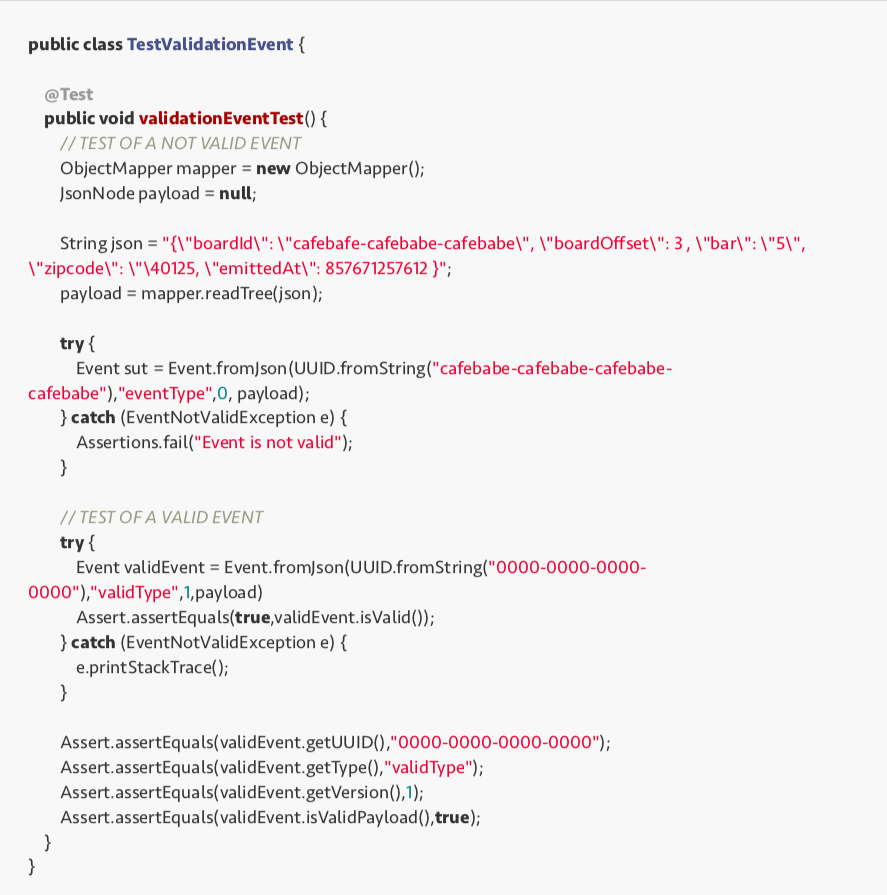 public class TestValidationEvent {
@Test
public void validationEventTest() {
// TEST OF A NOT VALID EVENT
ObjectMapper mapper = new ObjectMapper();
JsonNode payload = null;
String json = "{\"boardId\": \"cafebafe-cafebabe-cafebabe\", \"boardOffset\": 3 , \"bar\": \"5\",
\"zipcode\": \"\40125, \"emittedAt\": 857671257612 }";
payload = mapper.readTree(json);
try {
Event sut = Event.fromJson(UUID.fromString("cafebabe-cafebabe-cafebabe-
cafebabe"),"eventType",0, payload);
} catch (EventNotValidException e) {
Assertions.fail("Event is not valid");
}
// TEST OF A VALID EVENT
try {
Event validEvent = Event.fromJson(UUID.fromString("0000-0000-0000-
0000"),"validType",1,payload)
Assert.assertEquals(true,validEvent.isValid());
} catch (EventNotValidException e) {
e.printStackTrace();
}
Assert.assertEquals(validEvent.getUUID(),"0000-0000-0000-0000");
Assert.assertEquals(validEvent.getType(),"validType");
Assert.assertEquals(validEvent.getVersion(),1);
Assert.assertEquals(validEvent.isValidPayload(),true);
}
}